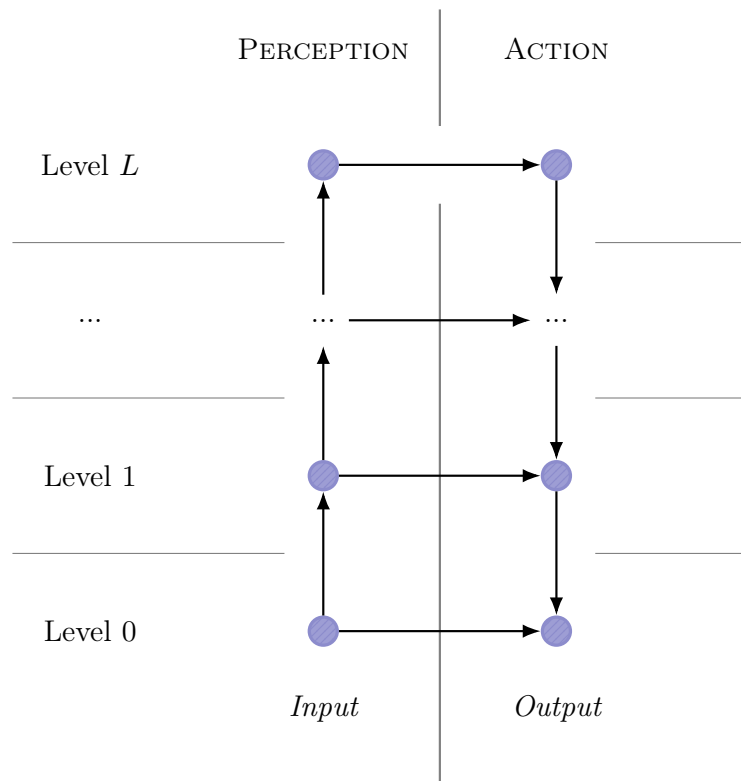 PERCEPTION ACTION
Level L
... ... ...
Level 1
Level 0
Input Output